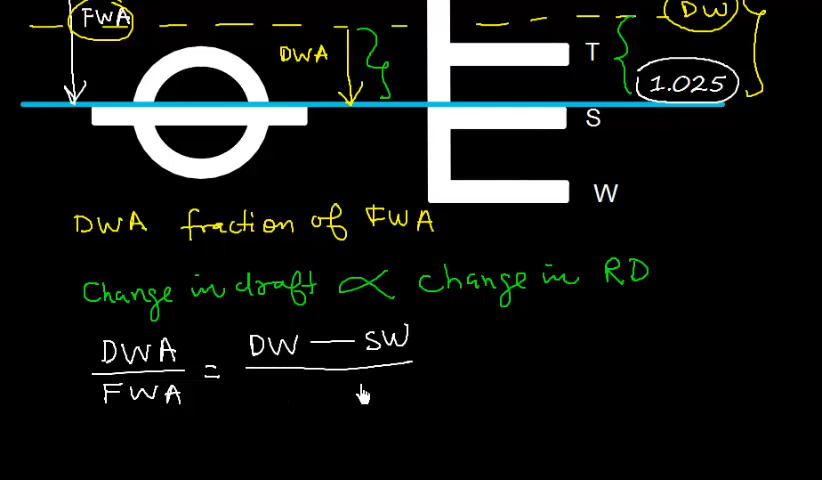 FWA
DW
DWA
T
1.025
S
W
DWA fraction of FWA
Change in draft ∝ change in RD
DWA = DW — SW
FWA